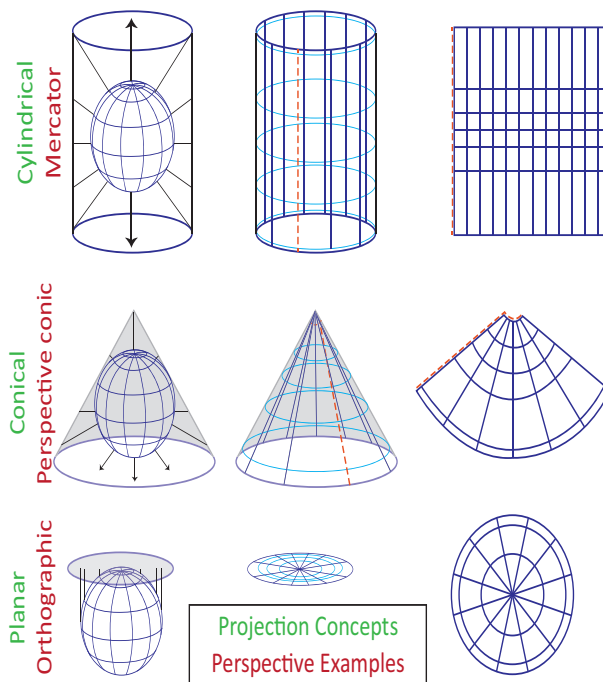 Cylindrical
Mercator
Conical
Perspective conic
Planar
Orthographic
Projection Concepts
Perspective Examples